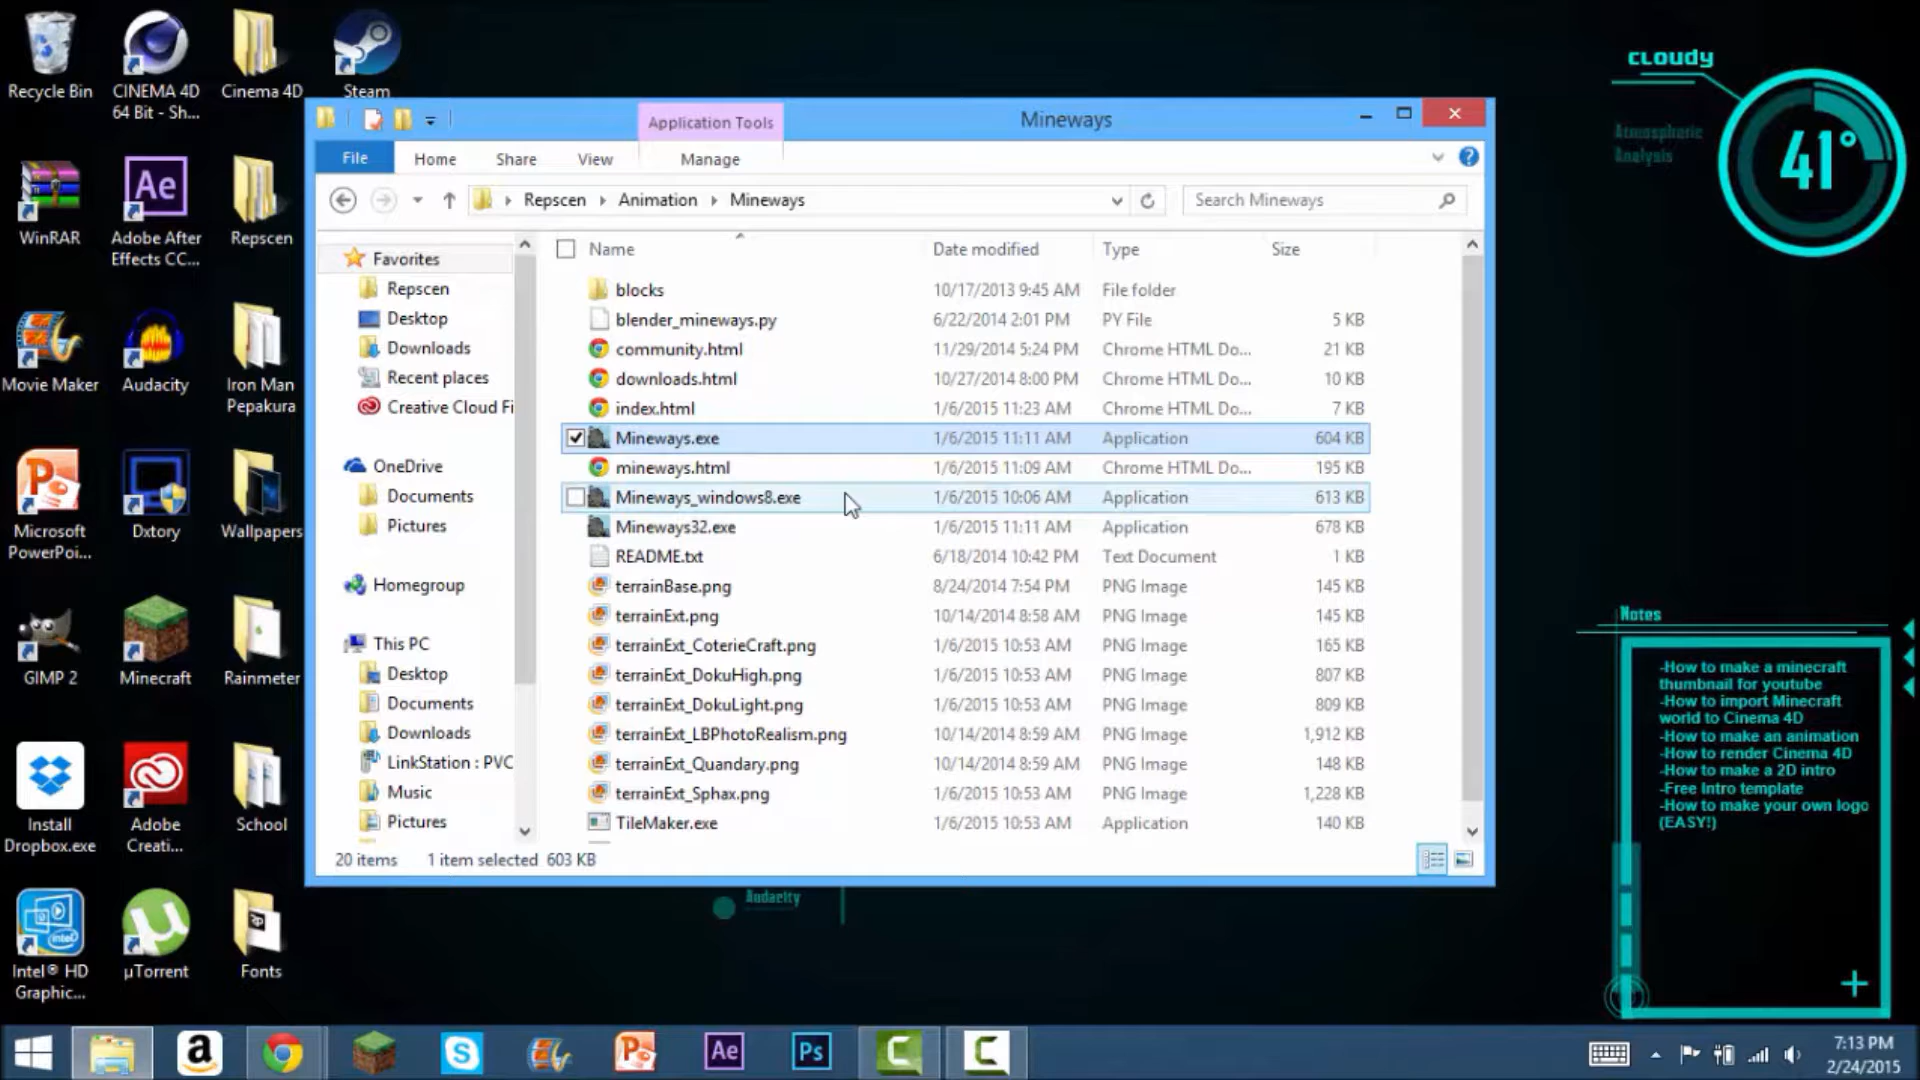 Recycle Bin
CINEMA 4D
64 Bit - Sh...
Cinema 4D
Steam
WinRAR
Adobe After
Effects CC...
Repscen
Movie Maker
Audacity
Iron Man
Pepakura
Microsoft
PowerPoi...
Dxtory
Wallpapers
GIMP 2
Minecraft
Rainmeter
Install
Dropbox.exe
Adobe
Creati...
School
Intel® HD
Graphic...
µTorrent
Fonts
Application Tools
Mineways
File
Home
Share
View
Manage
Repscen
Animation
Mineways
Search Mineways
Favorites
Repscen
Desktop
Downloads
Recent places
Creative Cloud Fi
OneDrive
Documents
Pictures
Homegroup
This PC
Desktop
Documents
Downloads
LinkStation : PVC
Music
Pictures
Name Date modified Type Size
blocks 10/17/2013 9:45 AM File folder
blender_mineways.py 6/22/2014 2:01 PM PY File 5 KB
community.html 11/29/2014 5:24 PM Chrome HTML Do... 21 KB
downloads.html 10/27/2014 8:00 PM Chrome HTML Do... 10 KB
index.html 1/6/2015 11:23 AM Chrome HTML Do... 7 KB
Mineways.exe 1/6/2015 11:11 AM Application 604 KB
mineways.html 1/6/2015 11:09 AM Chrome HTML Do... 195 KB
Mineways_windows8.exe 1/6/2015 10:06 AM Application 613 KB
Mineways32.exe 1/6/2015 11:11 AM Application 678 KB
README.txt 6/18/2014 10:42 PM Text Document 1 KB
terrainBase.png 8/24/2014 7:54 PM PNG Image 145 KB
terrainExt.png 10/14/2014 8:58 AM PNG Image 145 KB
terrainExt_CoterieCraft.png 1/6/2015 10:53 AM PNG Image 165 KB
terrainExt_DokuHigh.png 1/6/2015 10:53 AM PNG Image 807 KB
terrainExt_DokuLight.png 1/6/2015 10:53 AM PNG Image 809 KB
terrainExt_LBPhotoRealism.png 10/14/2014 8:59 AM PNG Image 1,912 KB
terrainExt_Quandary.png 10/14/2014 8:59 AM PNG Image 148 KB
terrainExt_Sphax.png 1/6/2015 10:53 AM PNG Image 1,228 KB
TileMaker.exe 1/6/2015 10:53 AM Application 140 KB
20 items 1 item selected 603 KB
Audacity
cloudy
Atmospheric
Analysis
41°
Notes
-How to make a minecraft
thumbnail for youtube
-How to import Minecraft
world to Cinema 4D
-How to make an animation
-How to render Cinema 4D
-How to make a 2D intro
-Free Intro template
-How to make your own logo
(EASY!)
7:13 PM
2/24/2015